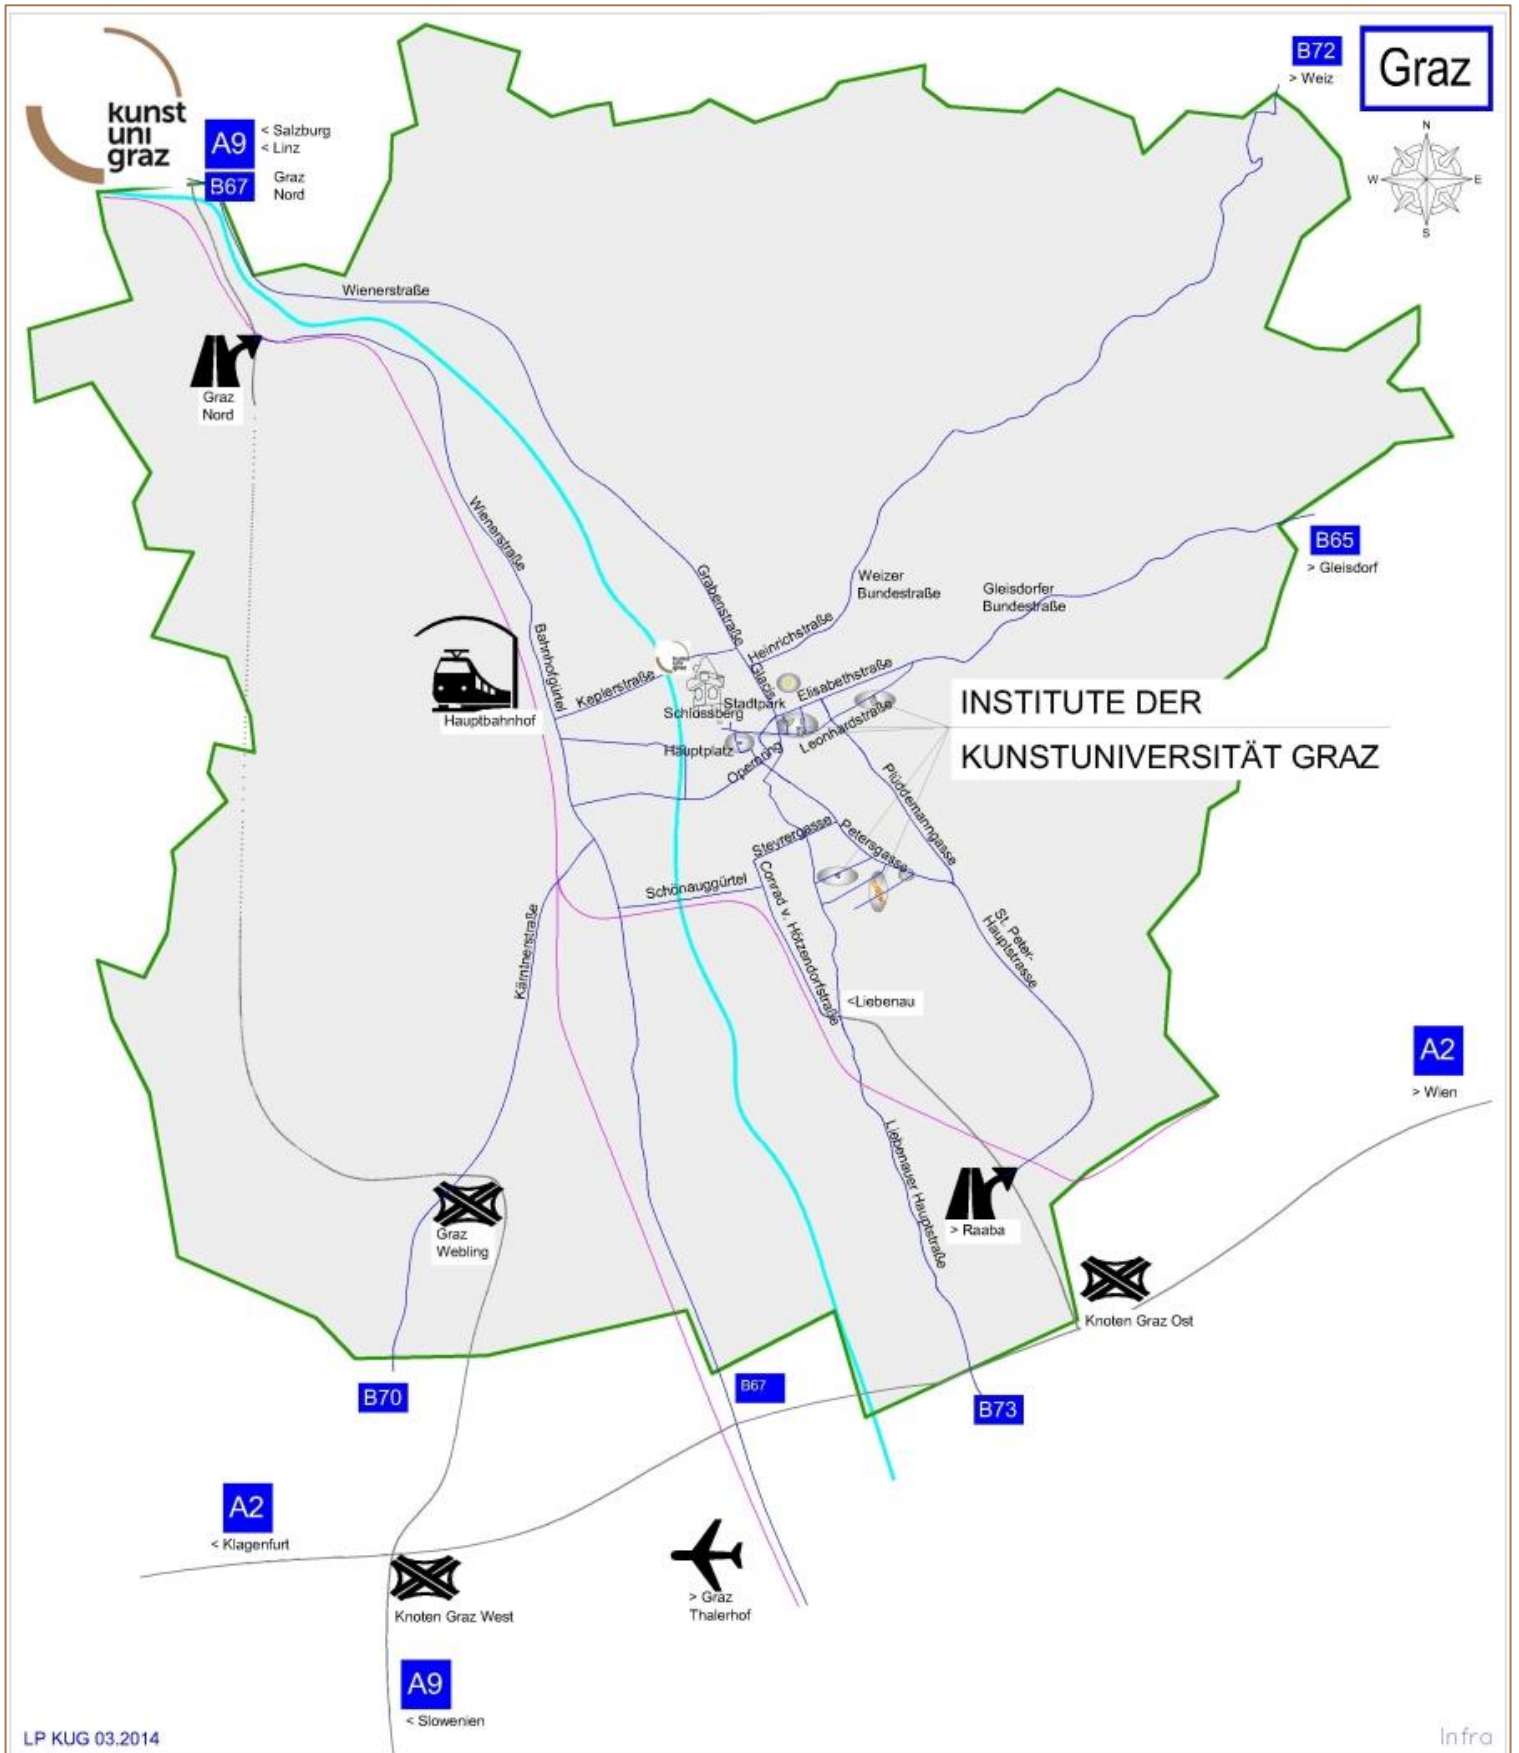 kunst
uni
graz
A9
< Salzburg
< Linz
B67
Graz
Nord
B72
> Weiz
Graz
N
W
E
S
Wienerstraße
Graz
Nord
Wienerstraße
B65
> Gleisdorf
Grabenstraße
Weizer
Bundestraße
Gleisdorfer
Bundestraße
Heinrichstraße
Bahnhofgürtel
Hauptbahnhof
Keplerstraße
Glacis
Elisabethstraße
Stadtpark
Schlossberg
Leonhardstraße
Hauptplatz
Opernring
INSTITUTE DER
KUNSTUNIVERSITÄT GRAZ
Plüddemanngasse
Steyrergasse
Petersgasse
Schönauggürtel
Conrad v. Hötzendorfstraße
Kärntnerstraße
St. Peter-
Hauptstrasse
<Liebenau
A2
> Wien
Liebenauer Hauptstraße
> Raaba
Graz
Webling
Knoten Graz Ost
B70
B67
B73
A2
< Klagenfurt
Knoten Graz West
> Graz
Thalerhof
A9
< Slowenien
LP KUG 03.2014
Infra